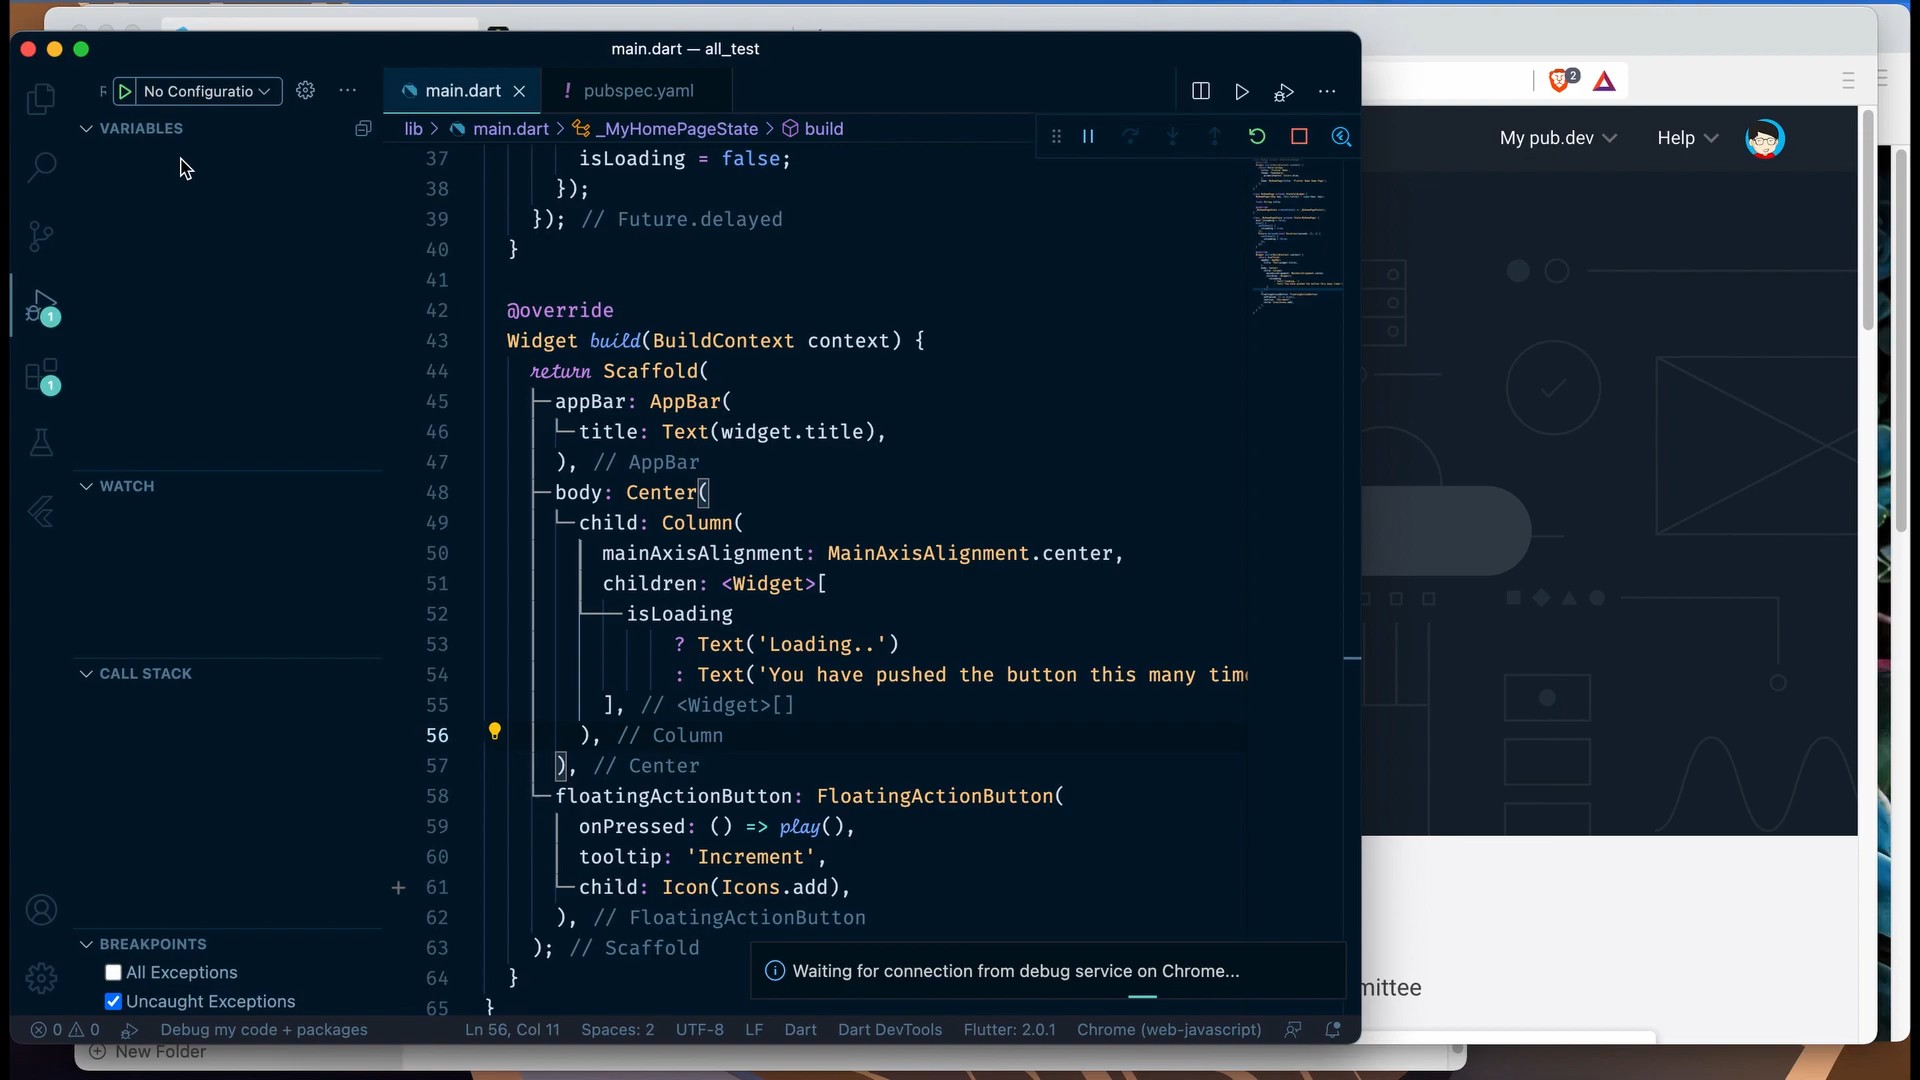 main.dart — all_test
No Configuratio
main.dart
! pubspec.yaml
lib > main.dart > _MyHomePageState > build
VARIABLES
WATCH
CALL STACK
BREAKPOINTS
All Exceptions
Uncaught Exceptions
1
1
37 isLoading = false;
38 });
39 }); // Future.delayed
40 }
41
42 @override
43 Widget build(BuildContext context) {
44 return Scaffold(
45 appBar: AppBar(
46 title: Text(widget.title),
47 ), // AppBar
48 body: Center(
49 child: Column(
50 mainAxisAlignment: MainAxisAlignment.center,
51 children: <Widget>[
52 isLoading
53 ? Text('Loading..')
54 : Text('You have pushed the button this many tim
55 ], // <Widget>[]
56 ), // Column
57 ), // Center
58 floatingActionButton: FloatingActionButton(
59 onPressed: () => play(),
60 tooltip: 'Increment',
61 child: Icon(Icons.add),
62 ), // FloatingActionButton
63 ); // Scaffold
64 }
65 }
Waiting for connection from debug service on Chrome...
0 0 Debug my code + packages Ln 56, Col 11 Spaces: 2 UTF-8 LF Dart Dart DevTools Flutter: 2.0.1 Chrome (web-javascript)
New Folder
2
My pub.dev Help
mittee